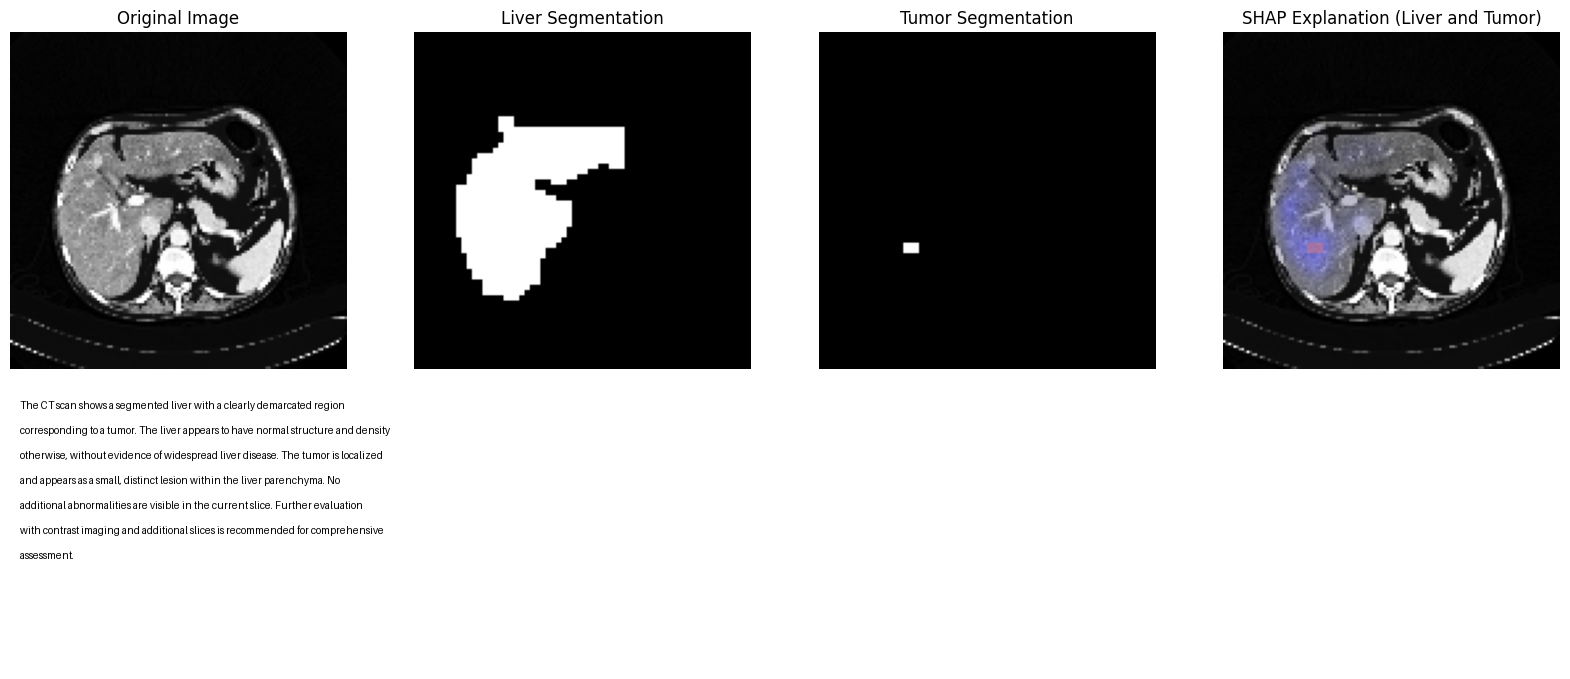 Original Image
Liver Segmentation
Tumor Segmentation
SHAP Explanation (Liver and Tumor)
The CT scan shows a segmented liver with a clearly demarcated region
corresponding to a tumor. The liver appears to have normal structure and density
otherwise, without evidence of widespread liver disease. The tumor is localized
and appears as a small, distinct lesion within the liver parenchyma. No
additional abnormalities are visible in the current slice. Further evaluation
with contrast imaging and additional slices is recommended for comprehensive
assessment.